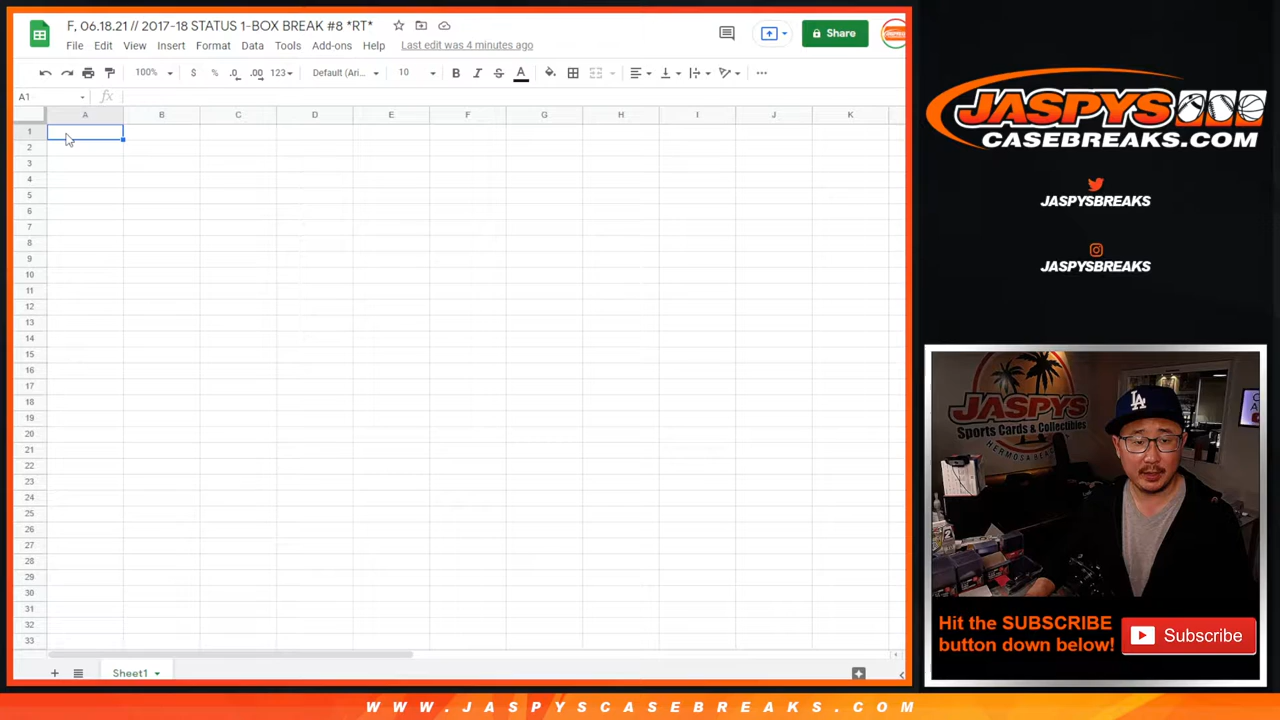 F, 06.18.21 // 2017-18 STATUS 1-BOX BREAK #8 *RT*
File Edit View Insert Format Data Tools Add-ons Help Last edit was 4 minutes ago
Share
100% $ % .0 .00 123 Default (Ari... 10 B I S A
A1 fx
A B C D E F G H I J K
1
2
3
4
5
6
7
8
9
10
11
12
13
14
15
16
17
18
19
20
21
22
23
24
25
26
27
28
29
30
31
32
33
Sheet1
JASPYS
CASEBREAKS.COM
JASPYSBREAKS
JASPYSBREAKS
JASPYS
Sports Cards & Collectibles
HERMOSA BEACH
LA
Hit the SUBSCRIBE
button down below!
Subscribe
WWW.JASPYSCASEBREAKS.COM